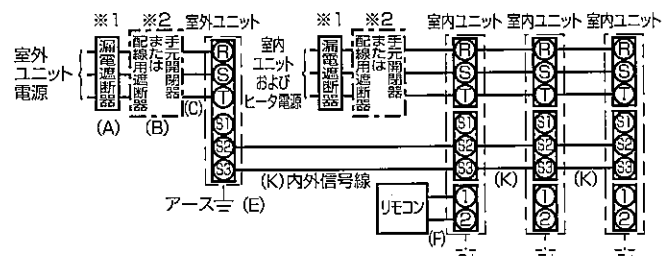 ※1
※2
室外ユニット
※1
※2
室内ユニット
室内ユニット
室内ユニット
室外
ユニット
電源
漏電遮断器
手元開閉器
または
配線用遮断器
(A)
(B)
(C)
R
S
T
S1
S2
S3
アース
(E)
室内
ユニット
および
ヒータ電源
漏電遮断器
手元開閉器
または
配線用遮断器
R
S
T
S1
S2
S3
1
2
R
S
T
S1
S2
S3
1
2
R
S
T
S1
S2
S3
1
2
(K)内外信号線
(K)
(K)
リモコン
(F)